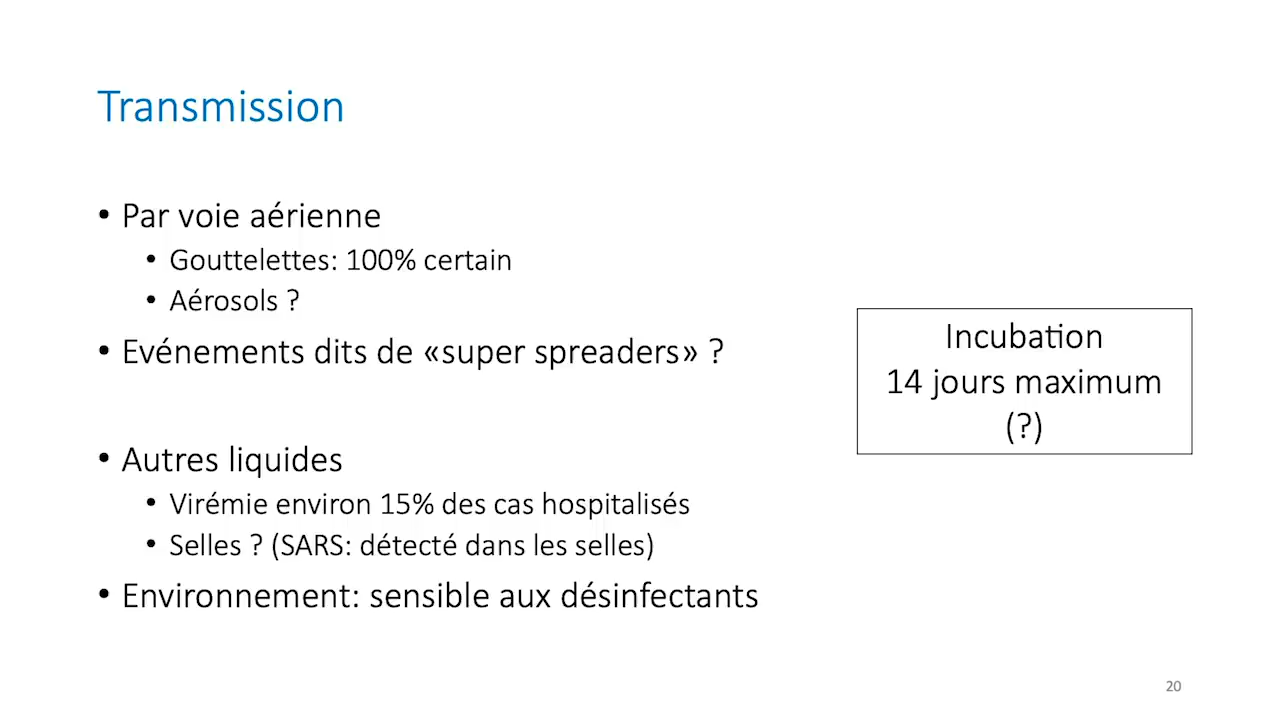 Transmission
• Par voie aérienne
• Gouttelettes: 100% certain
• Aérosols ?
• Evénements dits de «super spreaders» ?
• Autres liquides
• Virémie environ 15% des cas hospitalisés
• Selles ? (SARS: détecté dans les selles)
• Environnement: sensible aux désinfectants
Incubation
14 jours maximum
(?)
20